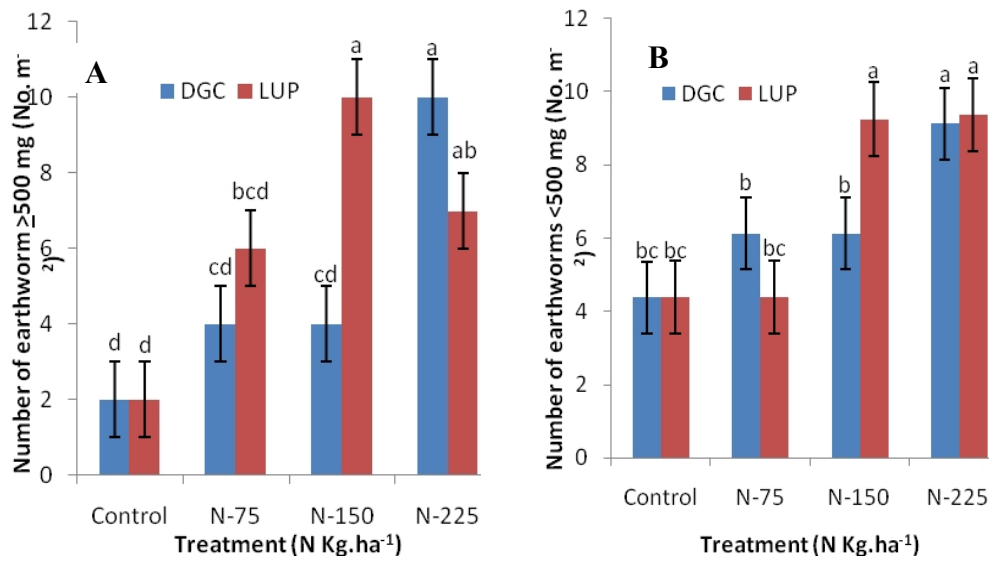 A
DGC LUP
Number of earthworm ≥500 mg (No. m-
2)
12
10
8
6
4
2
0
d
d
cd
bcd
cd
a
a
ab
Control N-75 N-150 N-225
Treatment (N Kg.ha-1)
B
DGC LUP
Number of earthworms <500 mg (No. m-
2)
12
10
8
6
4
2
0
bc
bc
b
bc
b
a
a
a
Control N-75 N-150 N-225
Treatment (N Kg.ha-1)